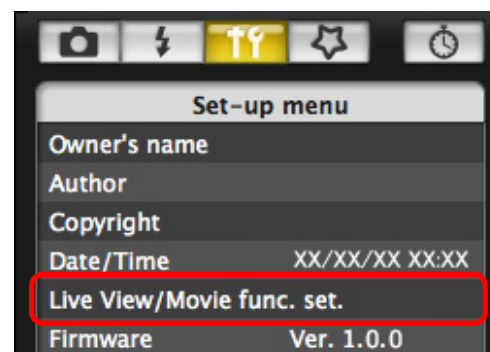 Set-up menu
Owner's name
Author
Copyright
Date/Time XX/XX/XX XX:XX
Live View/Movie func. set.
Firmware Ver. 1.0.0